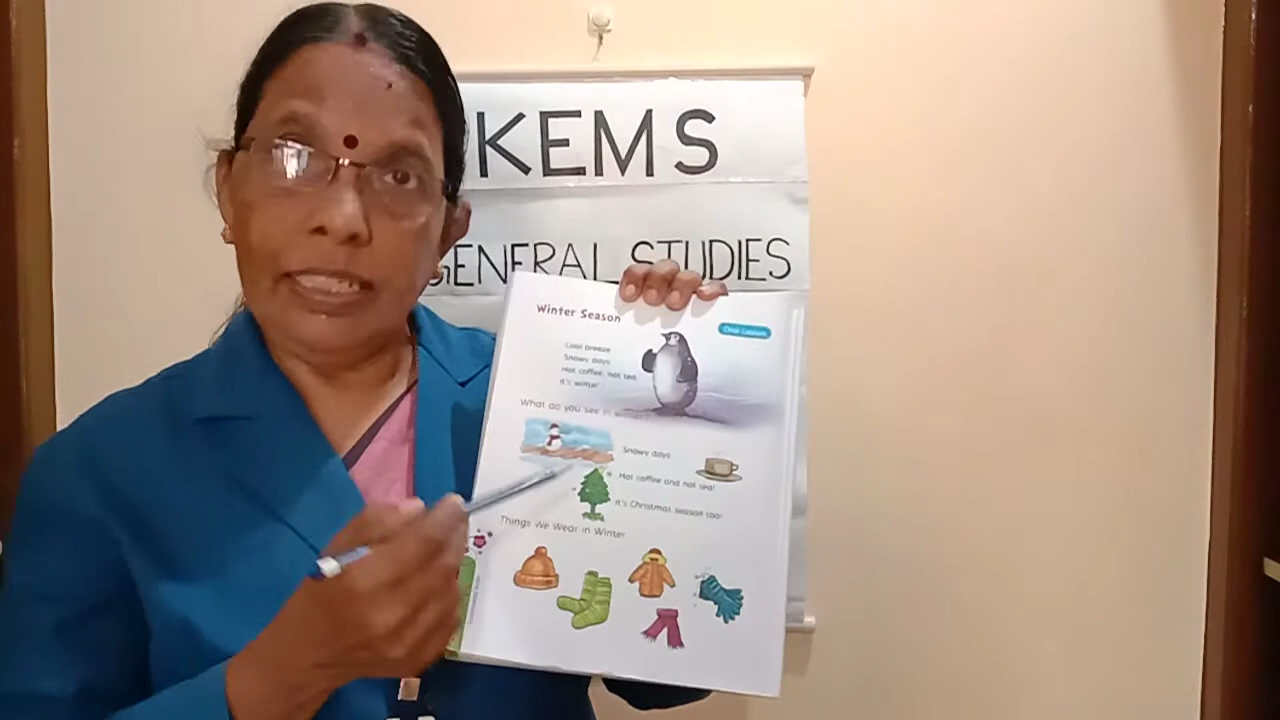 KEMS
GENERAL STUDIES
Winter Season
Cool breeze
Snowy days
Hot coffee, hot tea,
It's winter
What do you see in winter
Snowy days
Hot coffee and hot tea!
It's Christmas season too!
Things We Wear in Winter